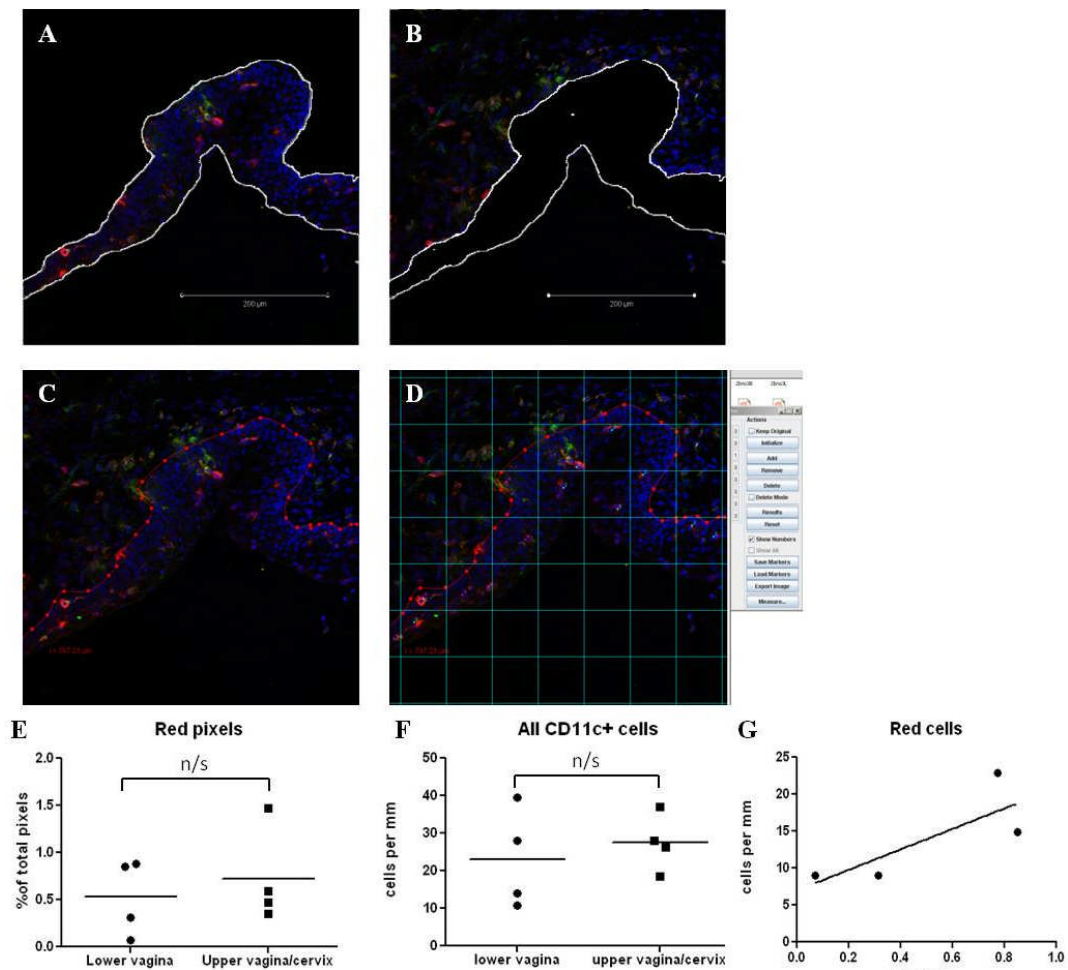 A
B
200 µm
200 µm
C
D
Actions
Keep Original
Initialize
Add
Remove
Delete
Delete Mode
Results
Reset
Show Numbers
Show All
Save Markers
Load Markers
Export Image
Measure...
E
Red pixels
n/s
%of total pixels
2.0
1.5
1.0
0.5
0.0
Lower vagina
Upper vagina/cervix
F
All CD11c+ cells
n/s
cells per mm
50
40
30
20
10
0
lower vagina
upper vagina/cervix
G
Red cells
cells per mm
25
20
15
10
5
0
0.0
0.2
0.4
0.6
0.8
1.0